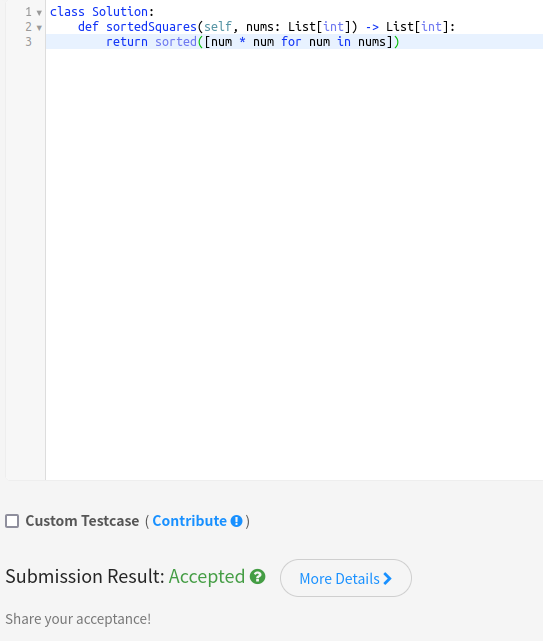 1 class Solution:
2     def sortedSquares(self, nums: List[int]) -> List[int]:
3         return sorted([num * num for num in nums])
Custom Testcase ( Contribute )
Submission Result: Accepted
More Details
Share your acceptance!